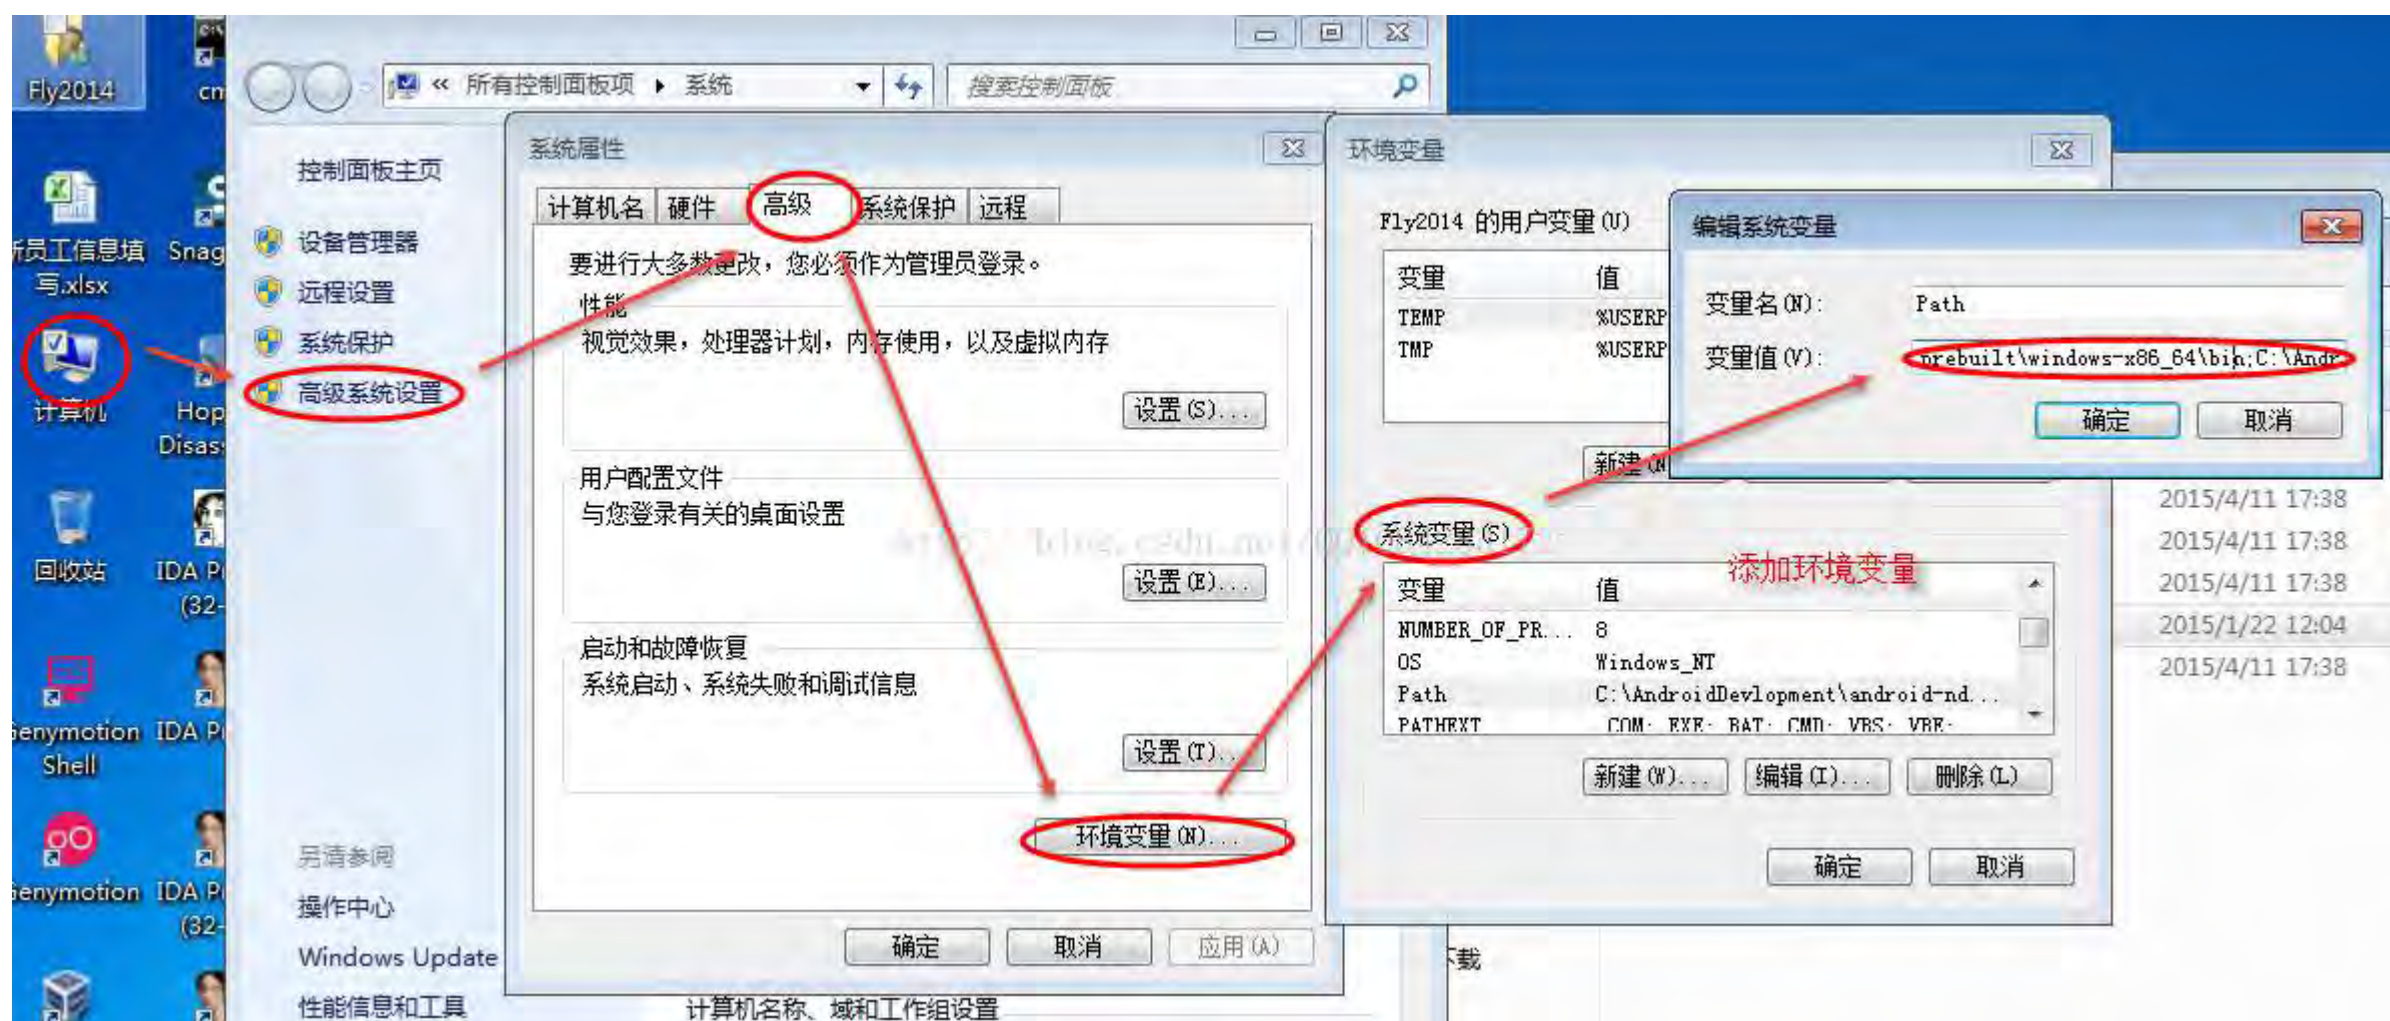 Fly2014
所有控制面板项 ▶ 系统
搜索控制面板
控制面板主页
设备管理器
远程设置
系统保护
高级系统设置
另请参阅
操作中心
Windows Update
性能信息和工具
员工信息填
写.xlsx
Snag
计算机
Hop
Disas
回收站
IDA P
(32-
enymotion
Shell
IDA P
enymotion
IDA P
(32-
系统属性
计算机名 硬件 高级 系统保护 远程
要进行大多数更改，您必须作为管理员登录。
性能
视觉效果，处理器计划，内存使用，以及虚拟内存
设置(S)...
用户配置文件
与您登录有关的桌面设置
设置(E)...
启动和故障恢复
系统启动、系统失败和调试信息
设置(T)...
环境变量(N)...
确定 取消 应用(A)
计算机名称、域和工作组设置
环境变量
Fly2014 的用户变量(U)
变量 值
TEMP %USERP
TMP %USERP
新建(N
系统变量(S)
添加环境变量
变量 值
NUMBER_OF_PR... 8
OS Windows_NT
Path C:\AndroidDevlopment\android-nd...
PATHEXT .COM;.EXE;.BAT;.CMD;.VBS;.VBE;
新建(W)... 编辑(I)... 删除(L)
确定 取消
编辑系统变量
变量名(N): Path
变量值(V): prebuilt\windows-x86_64\bin;C:\Andr
确定 取消
2015/4/11 17:38
2015/4/11 17:38
2015/4/11 17:38
2015/1/22 12:04
2015/4/11 17:38
下载